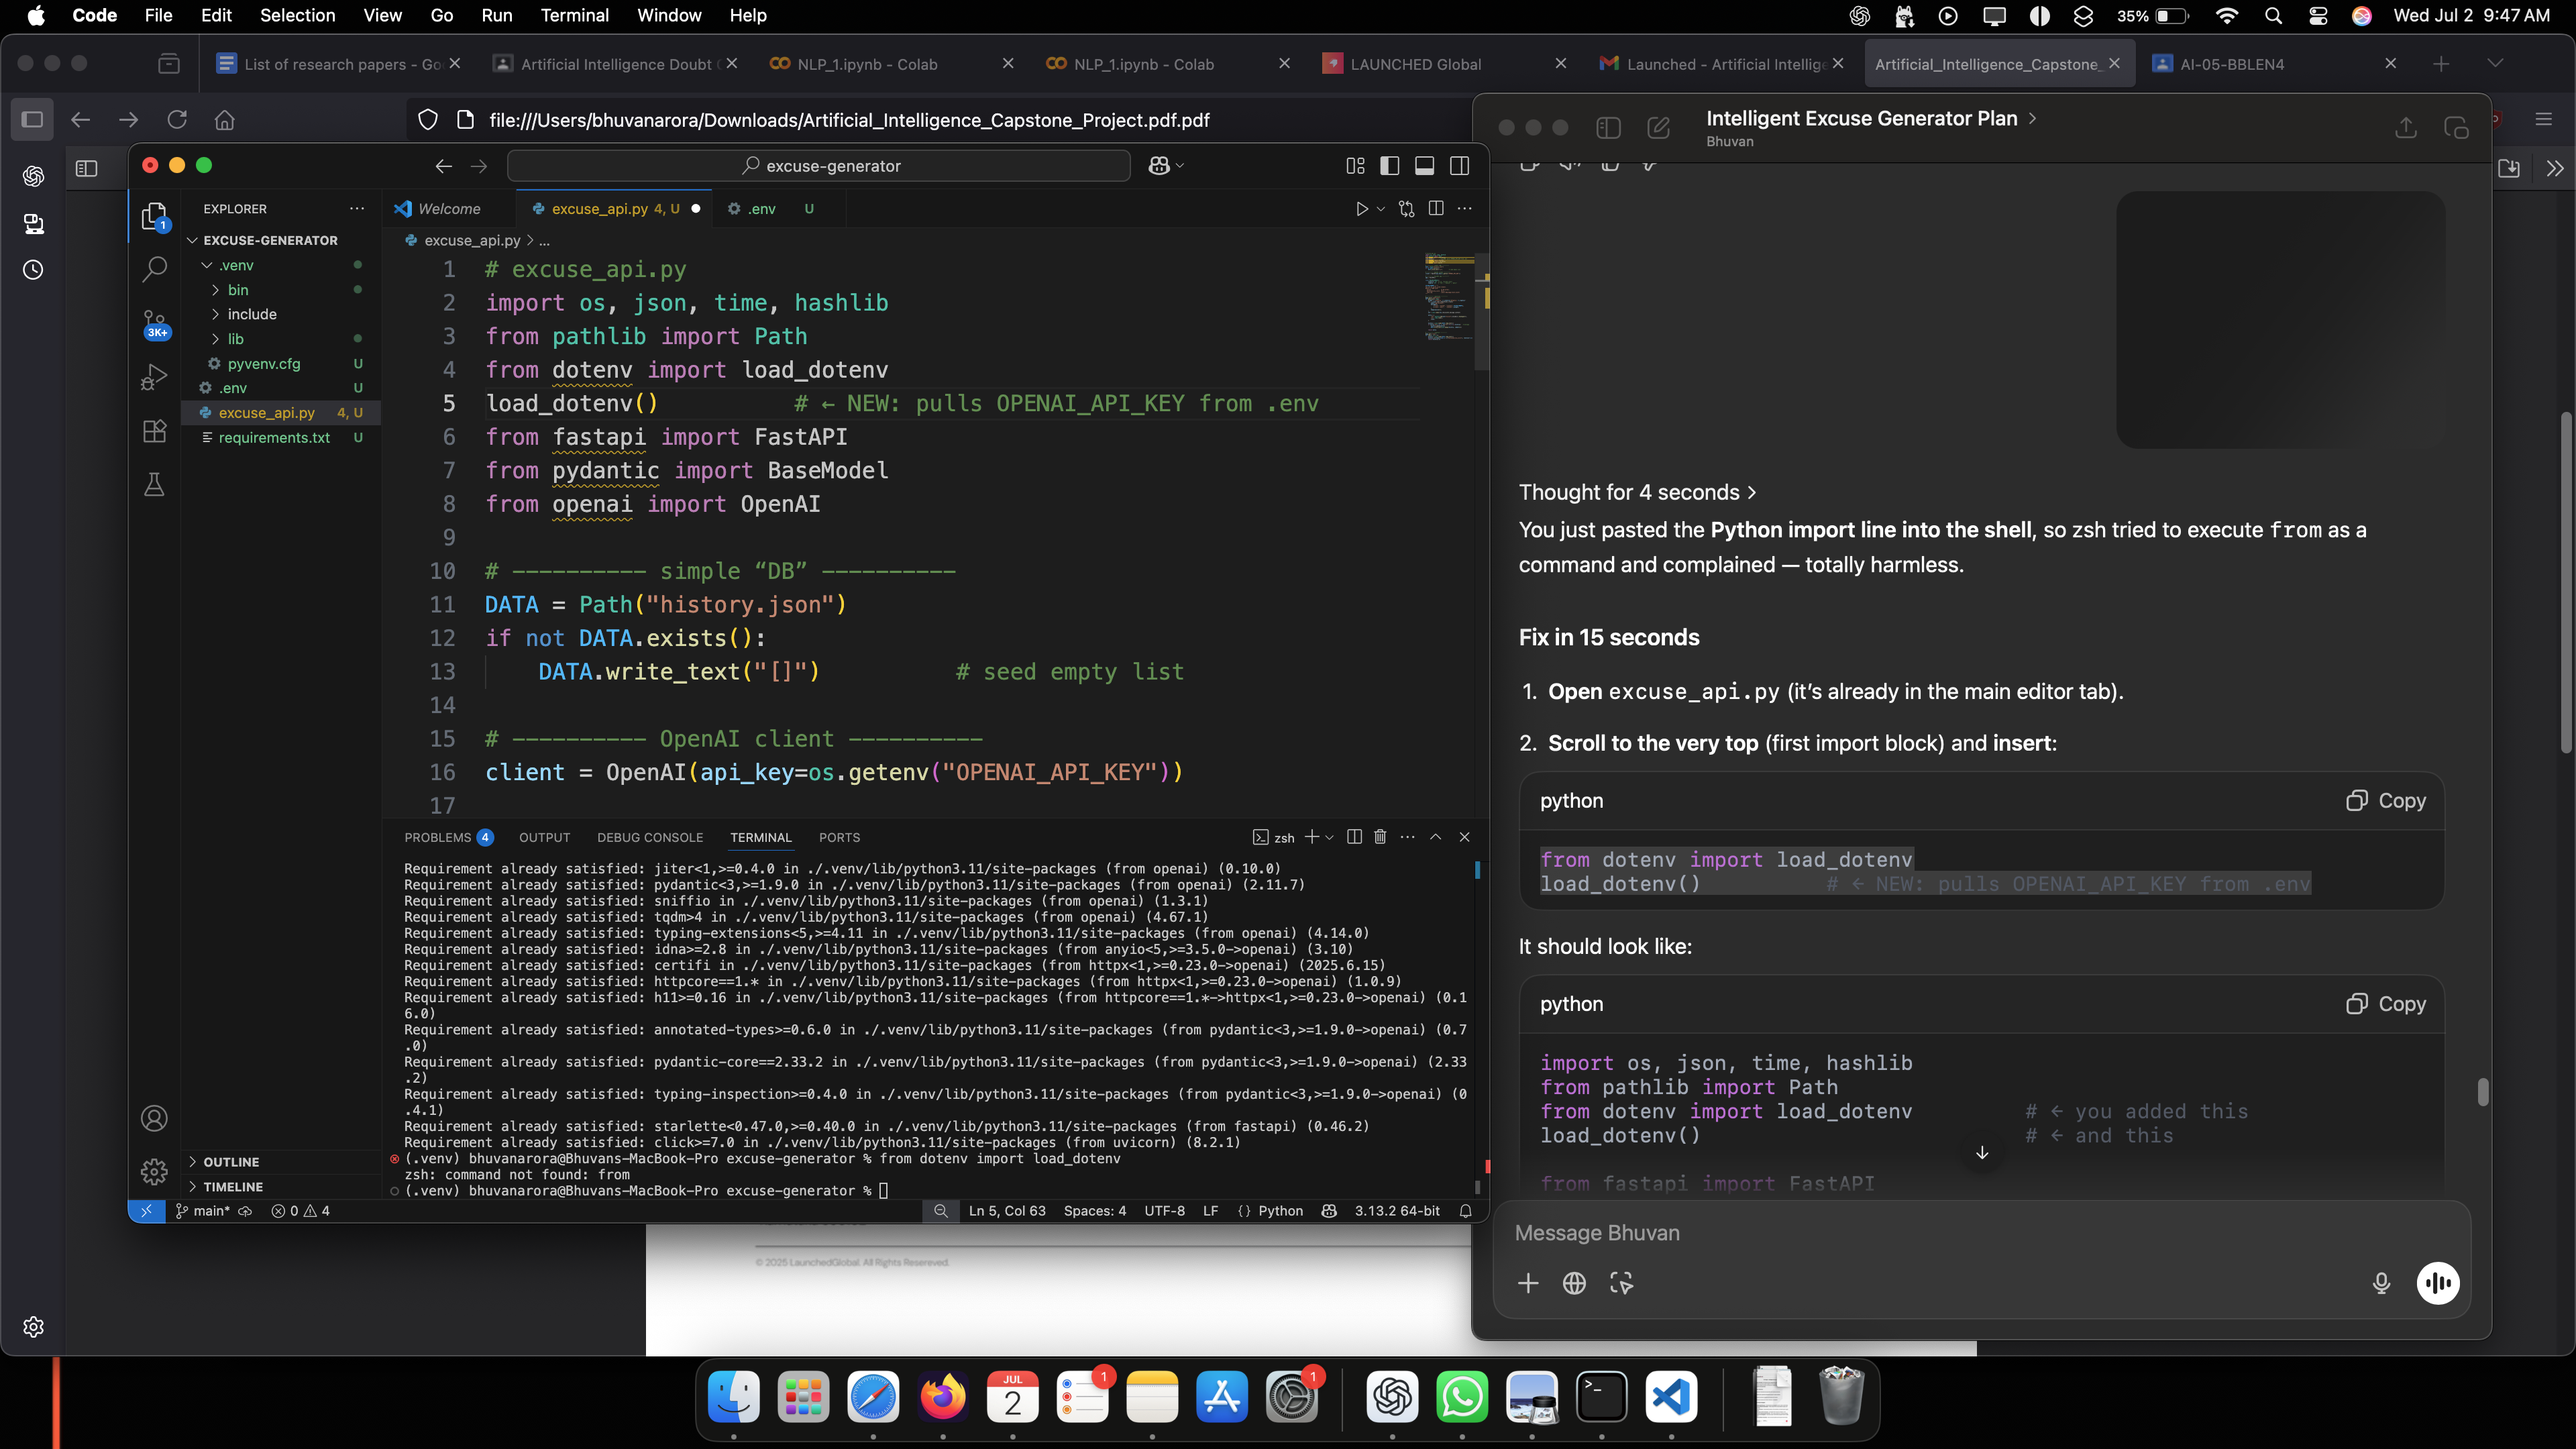 Code File Edit Selection View Go Run Terminal Window Help
35% Wed Jul 2 9:47 AM
List of research papers - Go
Artificial Intelligence Doubt
NLP_1.ipynb - Colab
NLP_1.ipynb - Colab
LAUNCHED Global
Launched - Artificial Intellige
Artificial_Intelligence_Capstone_
AI-05-BBLEN4
file:///Users/bhuvanarora/Downloads/Artificial_Intelligence_Capstone_Project.pdf.pdf
excuse-generator
EXPLORER
1
3K+
EXCUSE-GENERATOR
.venv
bin
include
lib
pyvenv.cfg U
.env U
excuse_api.py 4, U
requirements.txt U
OUTLINE
TIMELINE
Welcome
excuse_api.py 4, U
.env U
excuse_api.py > ...
1 # excuse_api.py
2 import os, json, time, hashlib
3 from pathlib import Path
4 from dotenv import load_dotenv
5 load_dotenv() # ← NEW: pulls OPENAI_API_KEY from .env
6 from fastapi import FastAPI
7 from pydantic import BaseModel
8 from openai import OpenAI
9
10 # ────────── simple “DB” ──────────
11 DATA = Path("history.json")
12 if not DATA.exists():
13 DATA.write_text("[]") # seed empty list
14
15 # ────────── OpenAI client ──────────
16 client = OpenAI(api_key=os.getenv("OPENAI_API_KEY"))
17
PROBLEMS 4 OUTPUT DEBUG CONSOLE TERMINAL PORTS
zsh
Requirement already satisfied: jiter<1,>=0.4.0 in ./.venv/lib/python3.11/site-packages (from openai) (0.10.0)
Requirement already satisfied: pydantic<3,>=1.9.0 in ./.venv/lib/python3.11/site-packages (from openai) (2.11.7)
Requirement already satisfied: sniffio in ./.venv/lib/python3.11/site-packages (from openai) (1.3.1)
Requirement already satisfied: tqdm>4 in ./.venv/lib/python3.11/site-packages (from openai) (4.67.1)
Requirement already satisfied: typing-extensions<5,>=4.11 in ./.venv/lib/python3.11/site-packages (from openai) (4.14.0)
Requirement already satisfied: idna>=2.8 in ./.venv/lib/python3.11/site-packages (from anyio<5,>=3.5.0->openai) (3.10)
Requirement already satisfied: certifi in ./.venv/lib/python3.11/site-packages (from httpx<1,>=0.23.0->openai) (2025.6.15)
Requirement already satisfied: httpcore==1.* in ./.venv/lib/python3.11/site-packages (from httpx<1,>=0.23.0->openai) (1.0.9)
Requirement already satisfied: h11>=0.16 in ./.venv/lib/python3.11/site-packages (from httpcore==1.*->httpx<1,>=0.23.0->openai) (0.1
6.0)
Requirement already satisfied: annotated-types>=0.6.0 in ./.venv/lib/python3.11/site-packages (from pydantic<3,>=1.9.0->openai) (0.7
.0)
Requirement already satisfied: pydantic-core==2.33.2 in ./.venv/lib/python3.11/site-packages (from pydantic<3,>=1.9.0->openai) (2.33
.2)
Requirement already satisfied: typing-inspection>=0.4.0 in ./.venv/lib/python3.11/site-packages (from pydantic<3,>=1.9.0->openai) (0
.4.1)
Requirement already satisfied: starlette<0.47.0,>=0.40.0 in ./.venv/lib/python3.11/site-packages (from fastapi) (0.46.2)
Requirement already satisfied: click>=7.0 in ./.venv/lib/python3.11/site-packages (from uvicorn) (8.2.1)
(.venv) bhuvanarora@Bhuvans-MacBook-Pro excuse-generator % from dotenv import load_dotenv
zsh: command not found: from
(.venv) bhuvanarora@Bhuvans-MacBook-Pro excuse-generator %
main* 0 4 Ln 5, Col 63 Spaces: 4 UTF-8 LF {} Python 3.13.2 64-bit
© 2025 LaunchedGlobal. All Rights Resereved.
Intelligent Excuse Generator Plan >
Bhuvan
Thought for 4 seconds >
You just pasted the Python import line into the shell, so zsh tried to execute from as a
command and complained — totally harmless.
Fix in 15 seconds
1. Open excuse_api.py (it’s already in the main editor tab).
2. Scroll to the very top (first import block) and insert:
python Copy
from dotenv import load_dotenv
load_dotenv() # ← NEW: pulls OPENAI_API_KEY from .env
It should look like:
python Copy
import os, json, time, hashlib
from pathlib import Path
from dotenv import load_dotenv # ← you added this
load_dotenv() # ← and this
from fastapi import FastAPI
Message Bhuvan
JUL
2
1
1